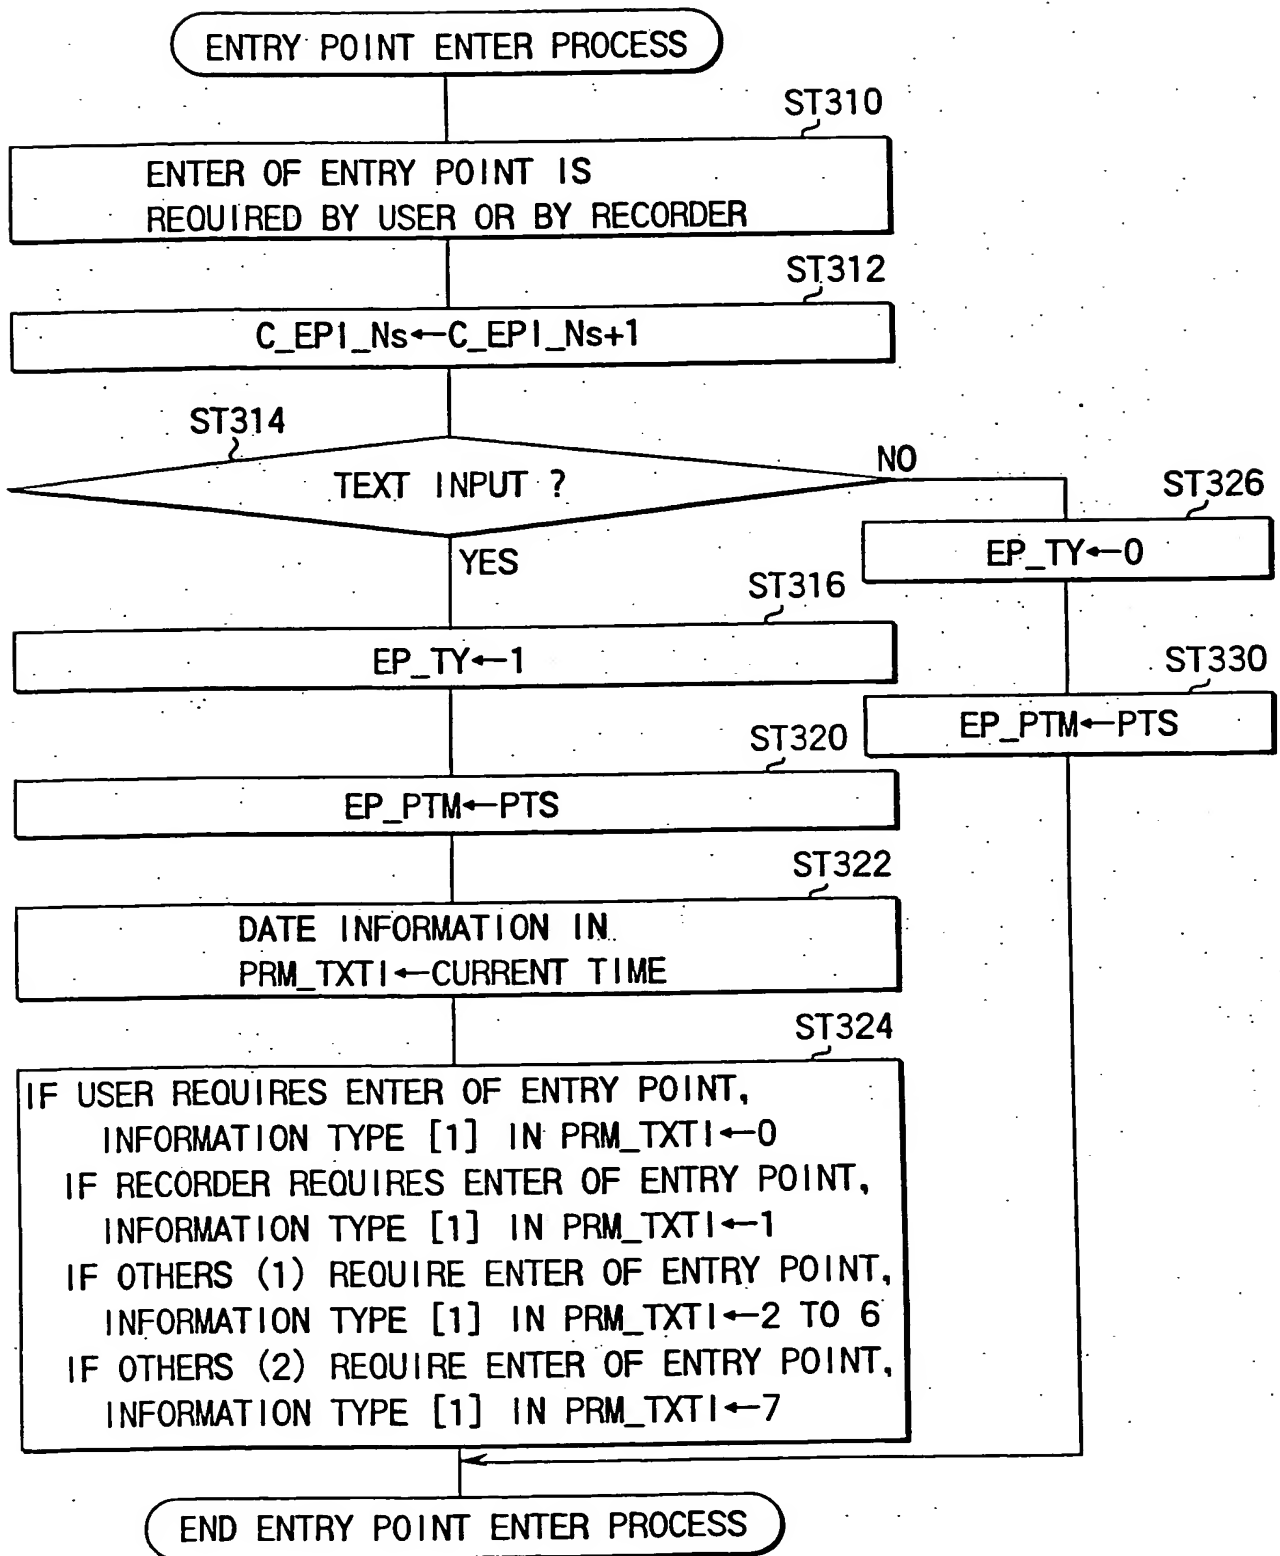 ENTRY POINT ENTER PROCESS
ST310
ENTER OF ENTRY POINT IS
REQUIRED BY USER OR BY RECORDER
ST312
C_EPI_Ns←C_EPI_Ns+1
ST314
TEXT INPUT ?
NO
YES
ST326
EP_TY←0
ST316
EP_TY←1
ST330
EP_PTM←PTS
ST320
EP_PTM←PTS
ST322
DATE INFORMATION IN
PRM_TXTI←CURRENT TIME
ST324
IF USER REQUIRES ENTER OF ENTRY POINT,
INFORMATION TYPE [1] IN PRM_TXTI←0
IF RECORDER REQUIRES ENTER OF ENTRY POINT,
INFORMATION TYPE [1] IN PRM_TXTI←1
IF OTHERS (1) REQUIRE ENTER OF ENTRY POINT,
INFORMATION TYPE [1] IN PRM_TXTI←2 TO 6
IF OTHERS (2) REQUIRE ENTER OF ENTRY POINT,
INFORMATION TYPE [1] IN PRM_TXTI←7
END ENTRY POINT ENTER PROCESS